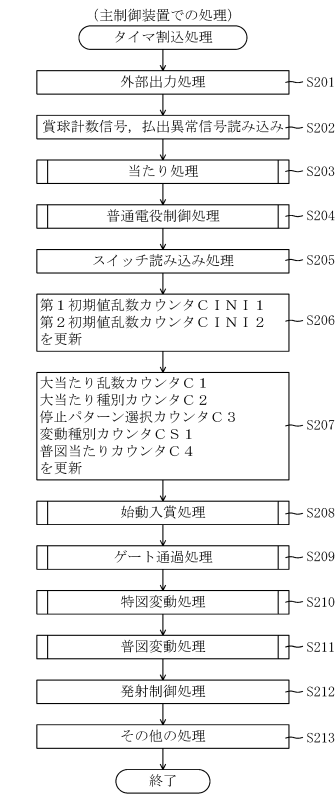 （主制御装置での処理）
タイマ割込処理
外部出力処理
S201
賞球計数信号，払出異常信号読み込み
S202
当たり処理
S203
普通電役制御処理
S204
スイッチ読み込み処理
S205
第１初期値乱数カウンタＣＩＮＩ１
第２初期値乱数カウンタＣＩＮＩ２
を更新
S206
大当たり乱数カウンタＣ１
大当たり種別カウンタＣ２
停止パターン選択カウンタＣ３
変動種別カウンタＣＳ１
普図当たりカウンタＣ４
を更新
S207
始動入賞処理
S208
ゲート通過処理
S209
特図変動処理
S210
普図変動処理
S211
発射制御処理
S212
その他の処理
S213
終了